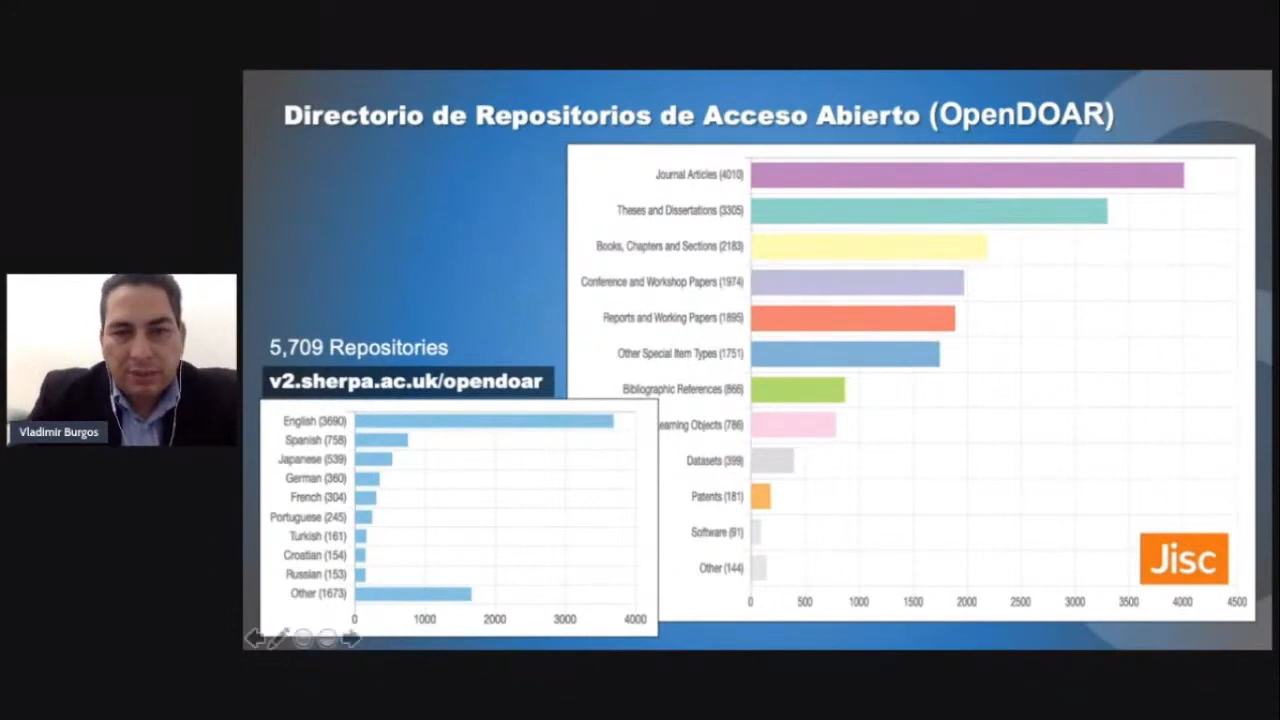 Directorio de Repositorios de Acceso Abierto (OpenDOAR)
5,709 Repositories
v2.sherpa.ac.uk/opendoar
English (3690)
Spanish (758)
Japanese (539)
German (360)
French (304)
Portuguese (245)
Turkish (161)
Croatian (154)
Russian (153)
Other (1673)
0 1000 2000 3000 4000
Journal Articles (4010)
Theses and Dissertations (3305)
Books, Chapters and Sections (2183)
Conference and Workshop Papers (1974)
Reports and Working Papers (1895)
Other Special Item Types (1751)
Bibliographic References (866)
earning Objects (786)
Datasets (399)
Patents (181)
Software (91)
Other (144)
0 500 1000 1500 2000 2500 3000 3500 4000 4500
Jisc
Vladimir Burgos